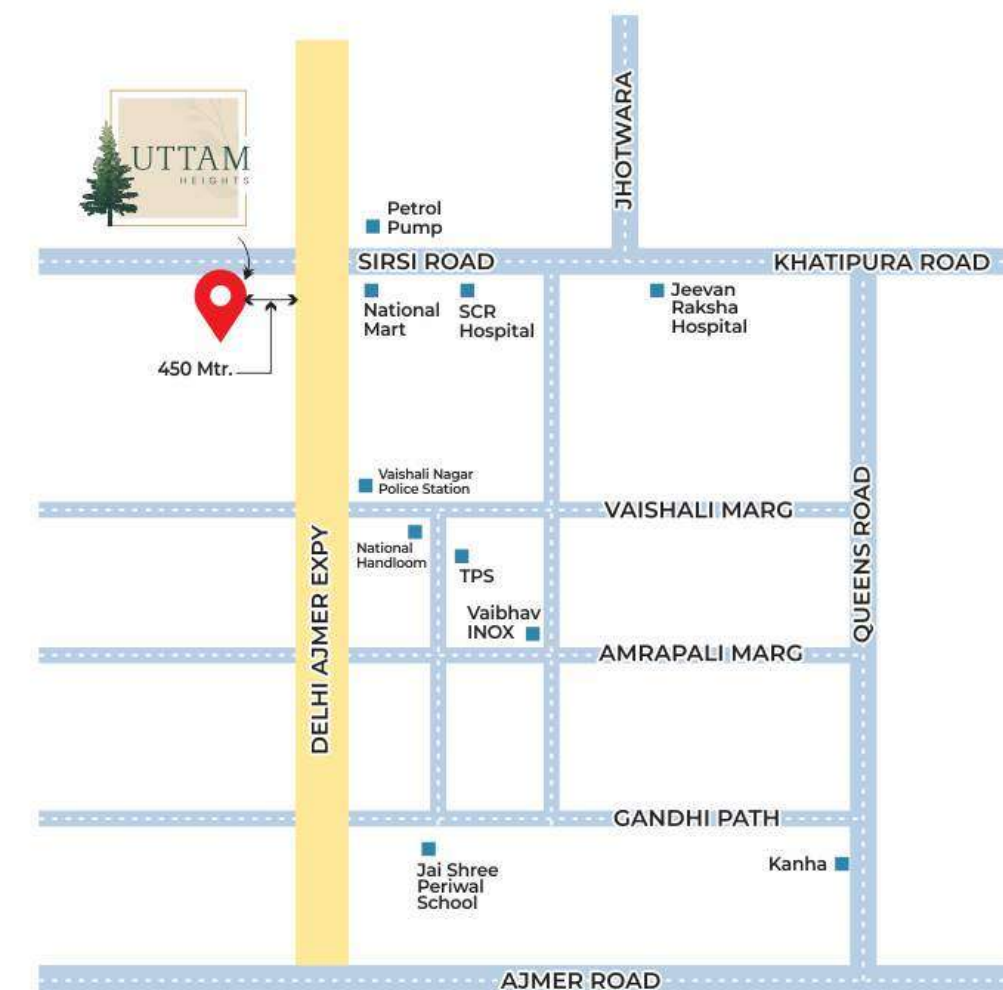 JHOTWARA
UTTAM
HEIGHTS
Petrol
Pump
SIRSI ROAD
KHATIPURA ROAD
National
Mart
SCR
Hospital
Jeevan
Raksha
Hospital
450 Mtr.
Vaishali Nagar
Police Station
VAISHALI MARG
QUEENS ROAD
DELHI AJMER EXPY
National
Handloom
TPS
Vaibhav
INOX
AMRAPALI MARG
GANDHI PATH
Jai Shree
Periwal
School
Kanha
AJMER ROAD